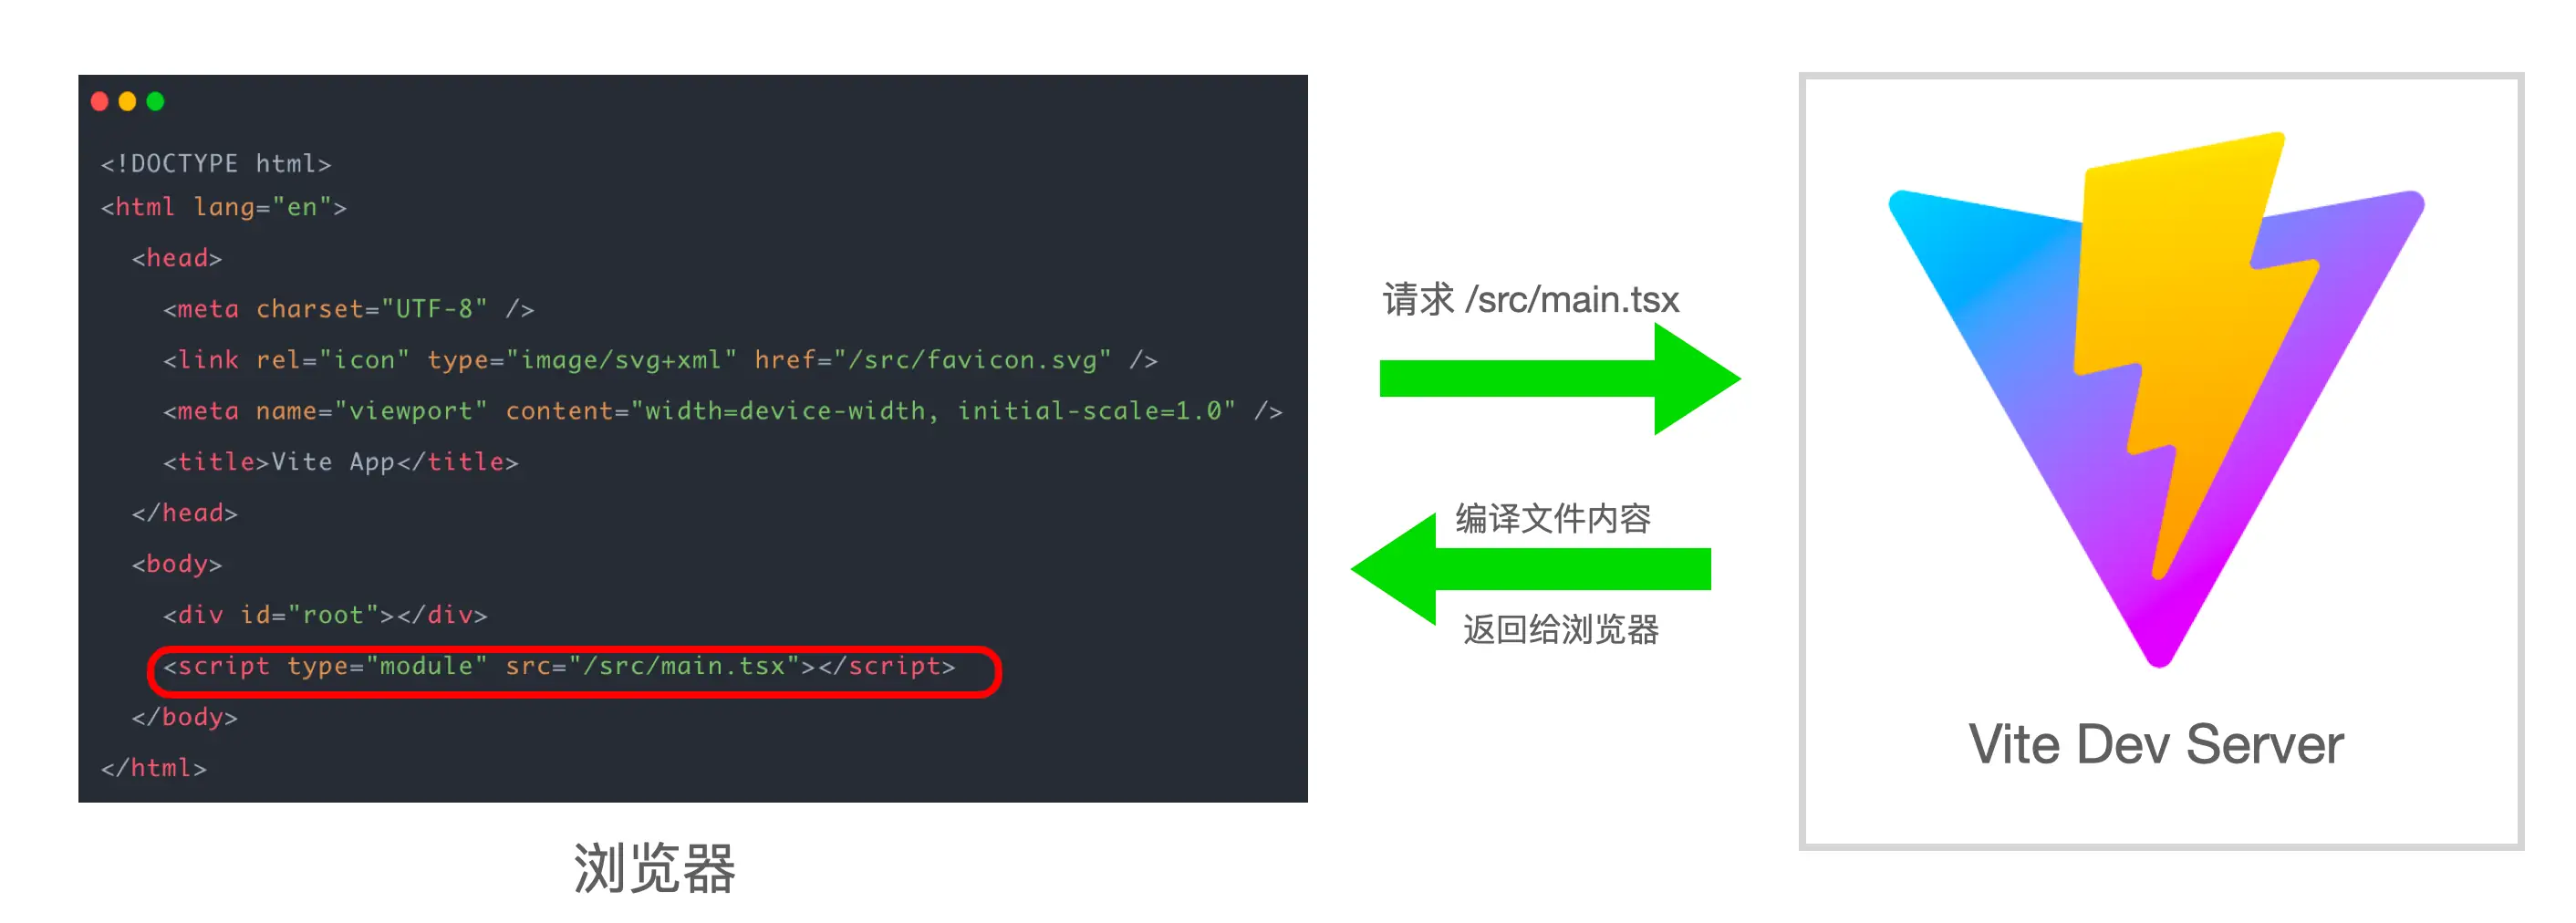 <!DOCTYPE html>
<html lang="en">
<head>
<meta charset="UTF-8" />
<link rel="icon" type="image/svg+xml" href="/src/favicon.svg" />
<meta name="viewport" content="width=device-width, initial-scale=1.0" />
<title>Vite App</title>
</head>
<body>
<div id="root"></div>
<script type="module" src="/src/main.tsx"></script>
</body>
</html>
浏览器
请求 /src/main.tsx
编译文件内容
返回给浏览器
Vite Dev Server